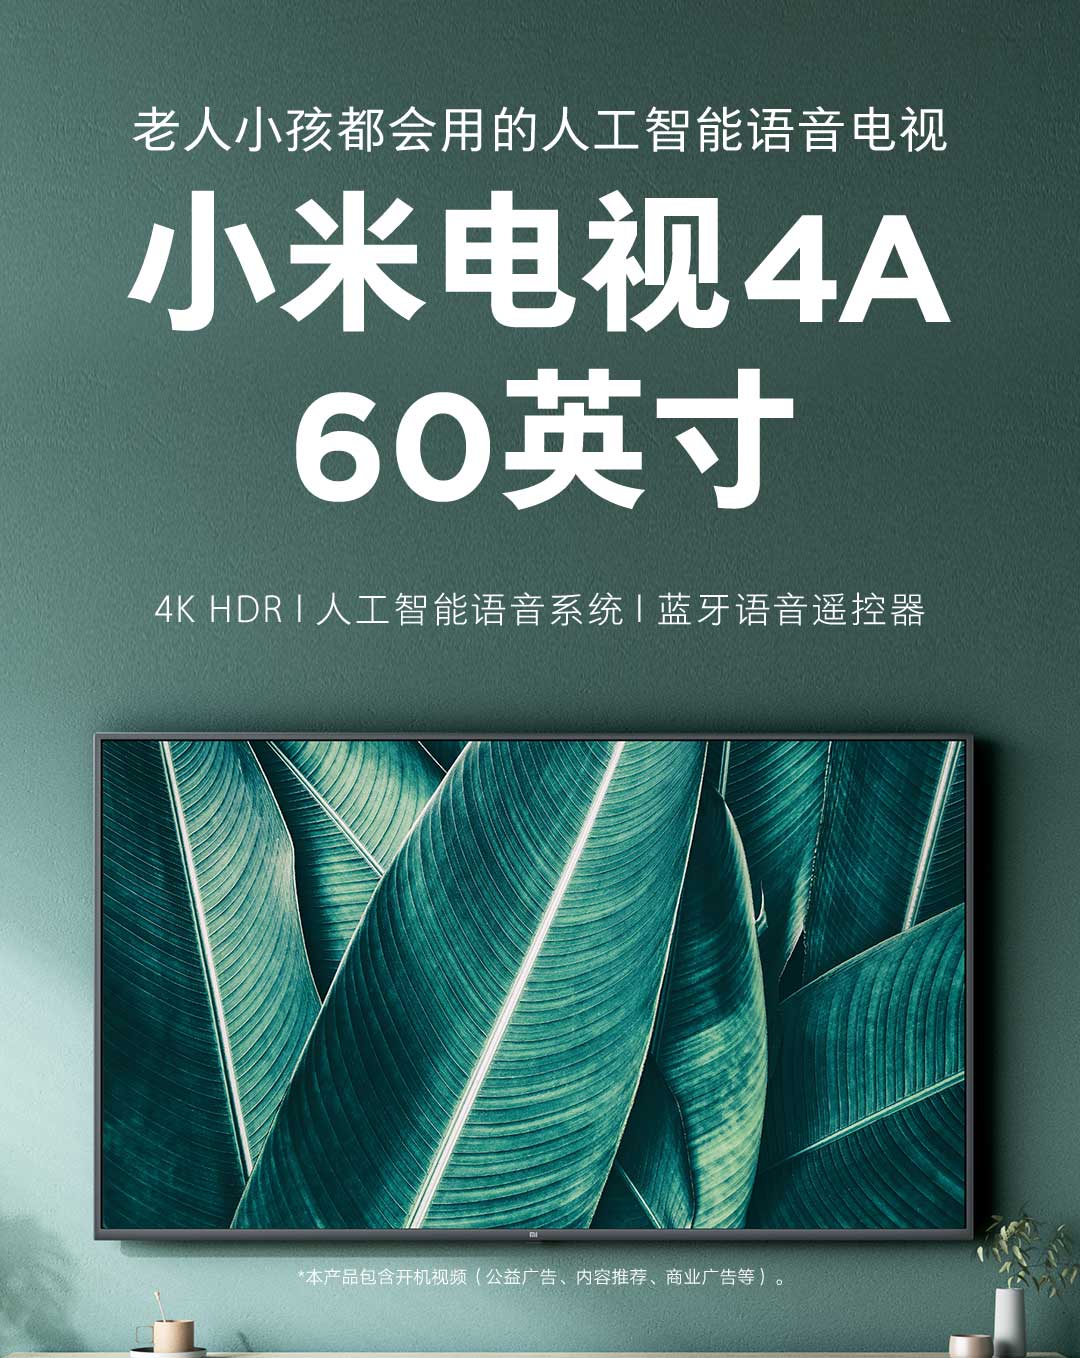 老人小孩都会用的人工智能语音电视
小米电视4A
60英寸
4K HDR | 人工智能语音系统 | 蓝牙语音遥控器
MI
*本产品包含开机视频（公益广告、内容推荐、商业广告等）。